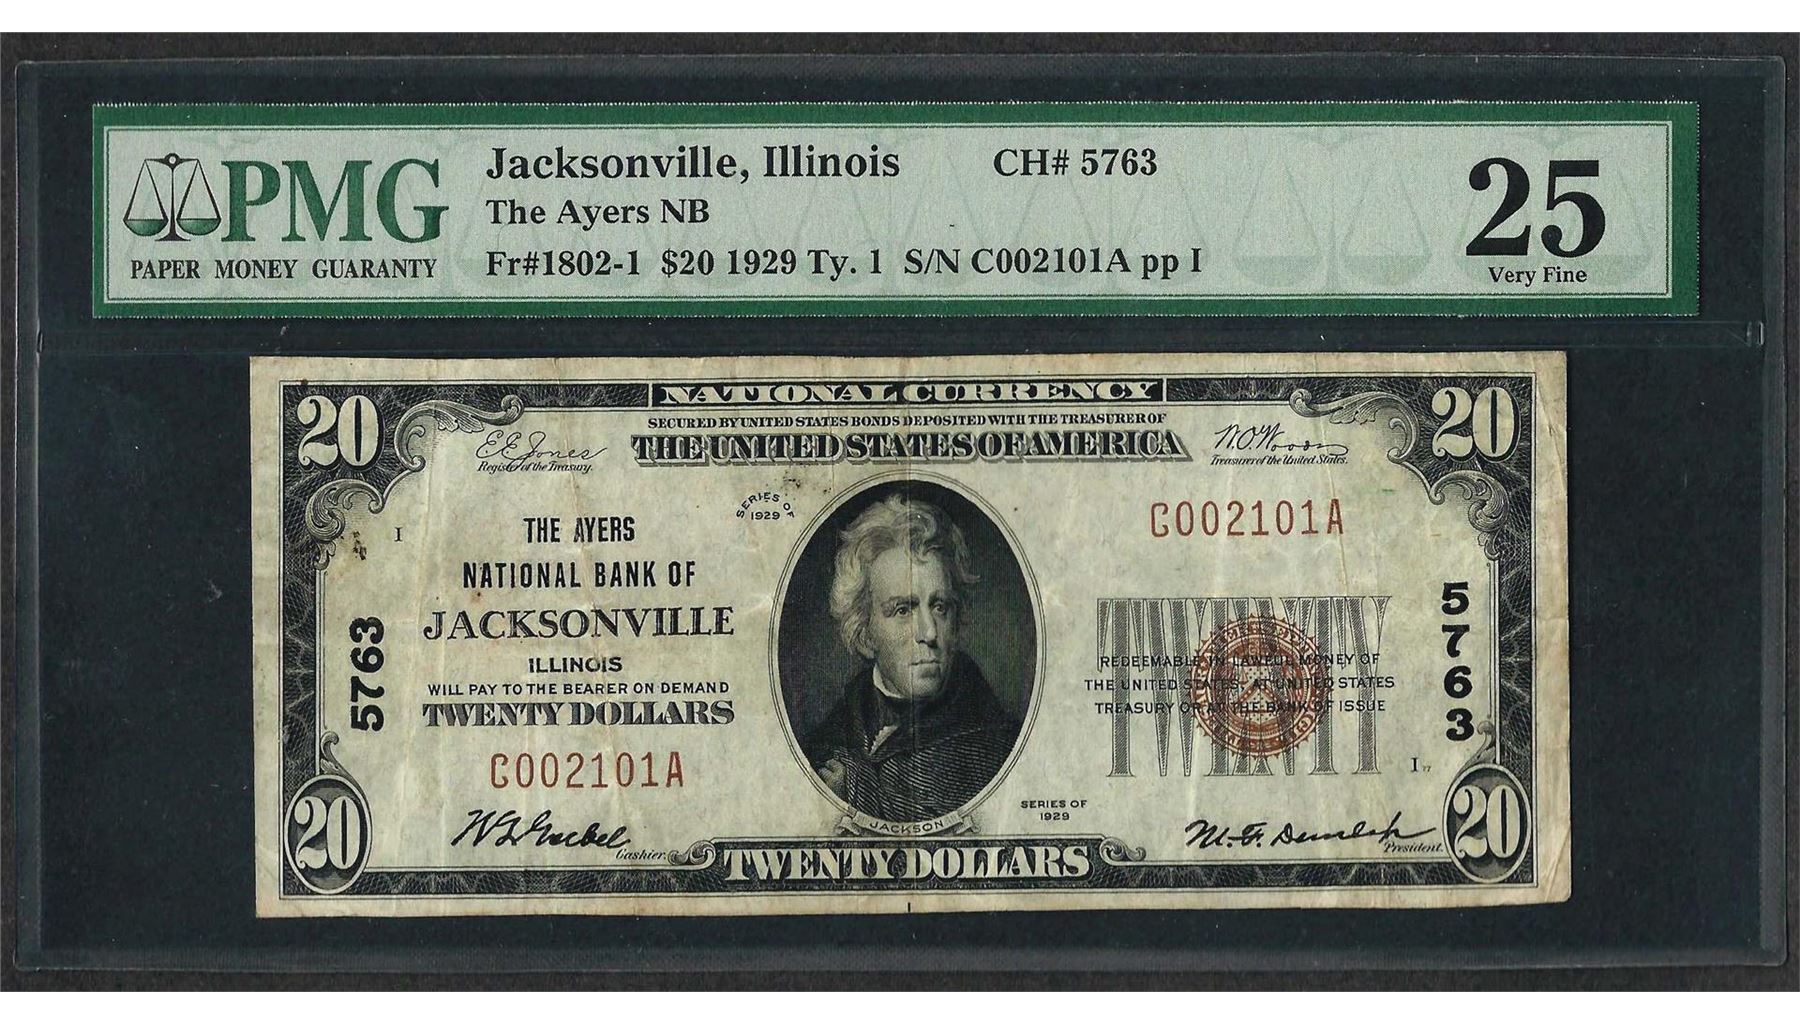 PMG
PAPER MONEY GUARANTY
Jacksonville, Illinois CH# 5763
The Ayers NB
Fr#1802-1 $20 1929 Ty. 1 S/N C002101A pp I
25
Very Fine
NATIONAL CURRENCY
SECURED BY UNITED STATES BONDS DEPOSITED WITH THE TREASURER OF
THE UNITED STATES OF AMERICA
20
20
E.E. Jones
Register of the Treasury.
W.O. Woods
Treasurer of the United States.
SERIES OF
1929
C002101A
I
THE AYERS
NATIONAL BANK OF
JACKSONVILLE
ILLINOIS
WILL PAY TO THE BEARER ON DEMAND
TWENTY DOLLARS
5763
5763
TWENTY
REDEEMABLE IN LAWFUL MONEY OF
THE UNITED STATES, AT UNITED STATES
TREASURY OR AT THE BANK OF ISSUE
C002101A
I 77
SERIES OF
1929
JACKSON
Cashier.
M. F. Dunlap
President.
20
TWENTY DOLLARS
20